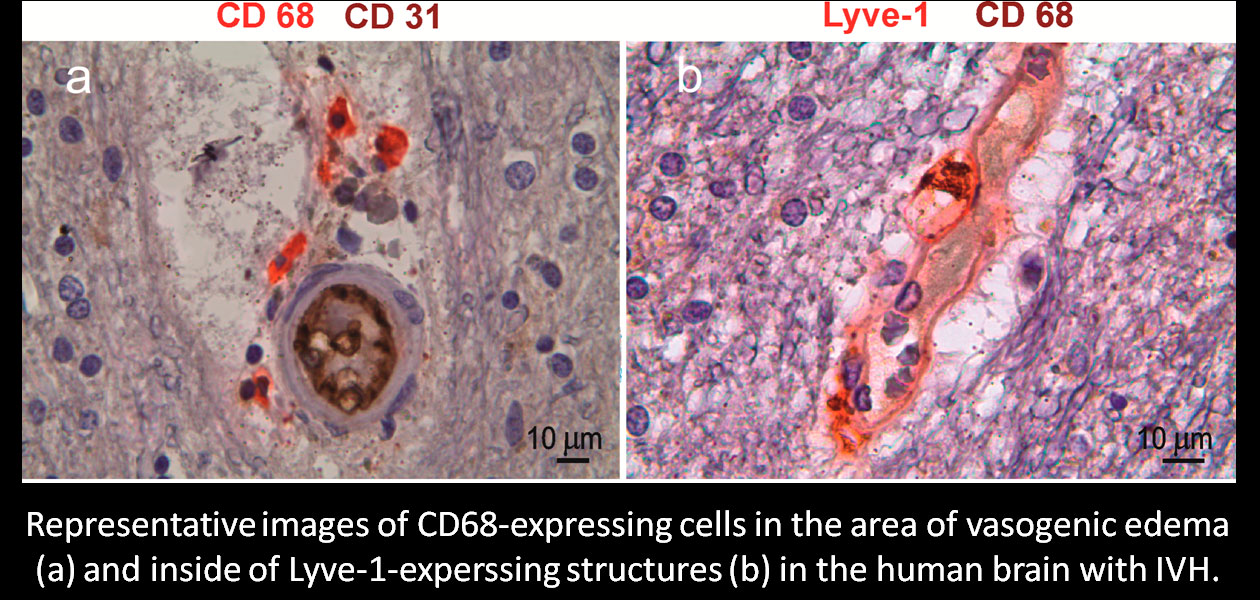 CD 68 CD 31 Lyve-1 CD 68
a b
10 µm 10 µm
Representative images of CD68-expressing cells in the area of vasogenic edema
(a) and inside of Lyve-1-experssing structures (b) in the human brain with IVH.